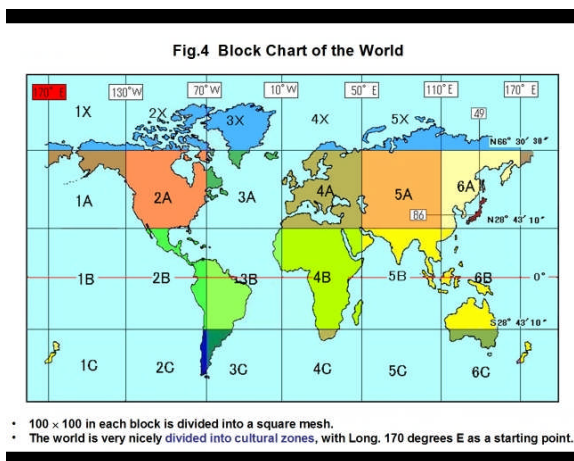 Fig.4 Block Chart of the World
170° E 130°W 70° W 10° W 50° E 110°E 170° E
1X 2X 3X 4X 5X 49
N66° 30′ 30″
1A 2A 3A 4A 5A 6A
86 N28° 43′ 10″
1B 2B 3B 4B 5B 6B 0°
S28° 43′ 10″
1C 2C 3C 4C 5C 6C
• 100 × 100 in each block is divided into a square mesh.
• The world is very nicely divided into cultural zones, with Long. 170 degrees E as a starting point.